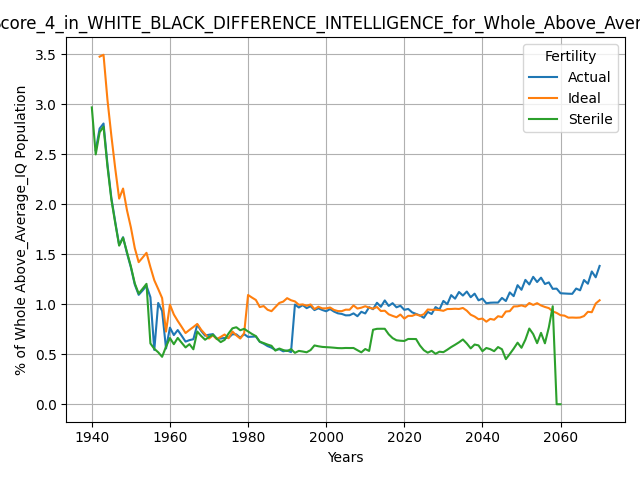 core_4_in_WHITE_BLACK_DIFFERENCE_INTELLIGENCE_for_Whole_Above_Aver
Fertility
Actual
Ideal
Sterile
% of Whole Above_Average_IQ Population
3.5
3.0
2.5
2.0
1.5
1.0
0.5
0.0
1940 1960 1980 2000 2020 2040 2060
Years